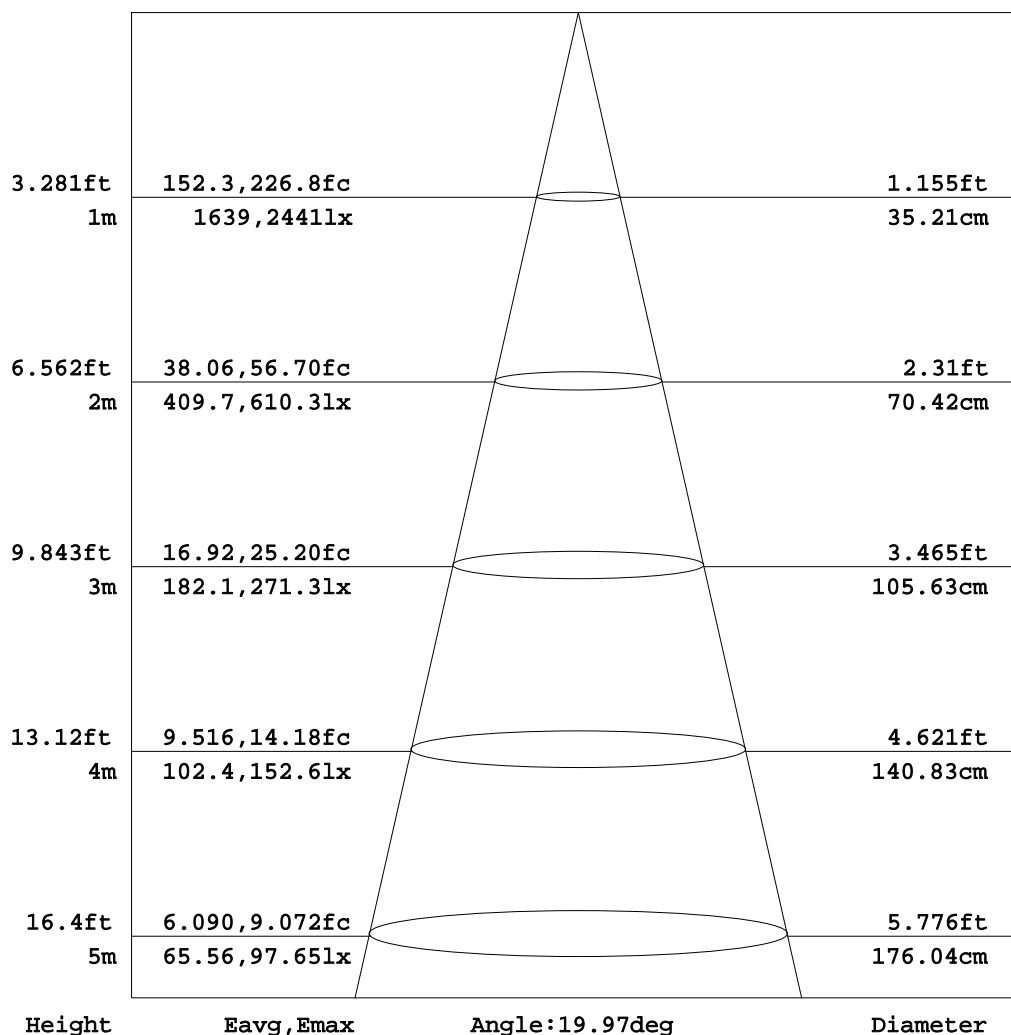 3.281ft 152.3,226.8fc 1.155ft
1m 1639,2441lx 35.21cm
6.562ft 38.06,56.70fc 2.31ft
2m 409.7,610.3lx 70.42cm
9.843ft 16.92,25.20fc 3.465ft
3m 182.1,271.3lx 105.63cm
13.12ft 9.516,14.18fc 4.621ft
4m 102.4,152.6lx 140.83cm
16.4ft 6.090,9.072fc 5.776ft
5m 65.56,97.65lx 176.04cm
Height Eavg,Emax Angle:19.97deg Diameter